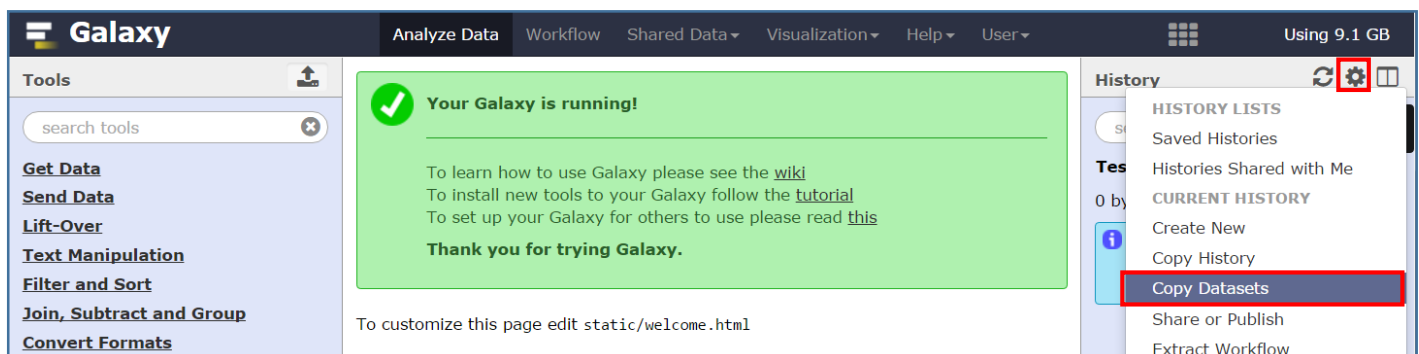 Galaxy
Analyze Data Workflow Shared Data Visualization Help User
Using 9.1 GB
Tools
search tools
Get Data
Send Data
Lift-Over
Text Manipulation
Filter and Sort
Join, Subtract and Group
Convert Formats
Your Galaxy is running!
To learn how to use Galaxy please see the wiki
To install new tools to your Galaxy follow the tutorial
To set up your Galaxy for others to use please read this
Thank you for trying Galaxy.
To customize this page edit static/welcome.html
History
HISTORY LISTS
Saved Histories
Histories Shared with Me
CURRENT HISTORY
Create New
Copy History
Copy Datasets
Share or Publish
Extract Workflow